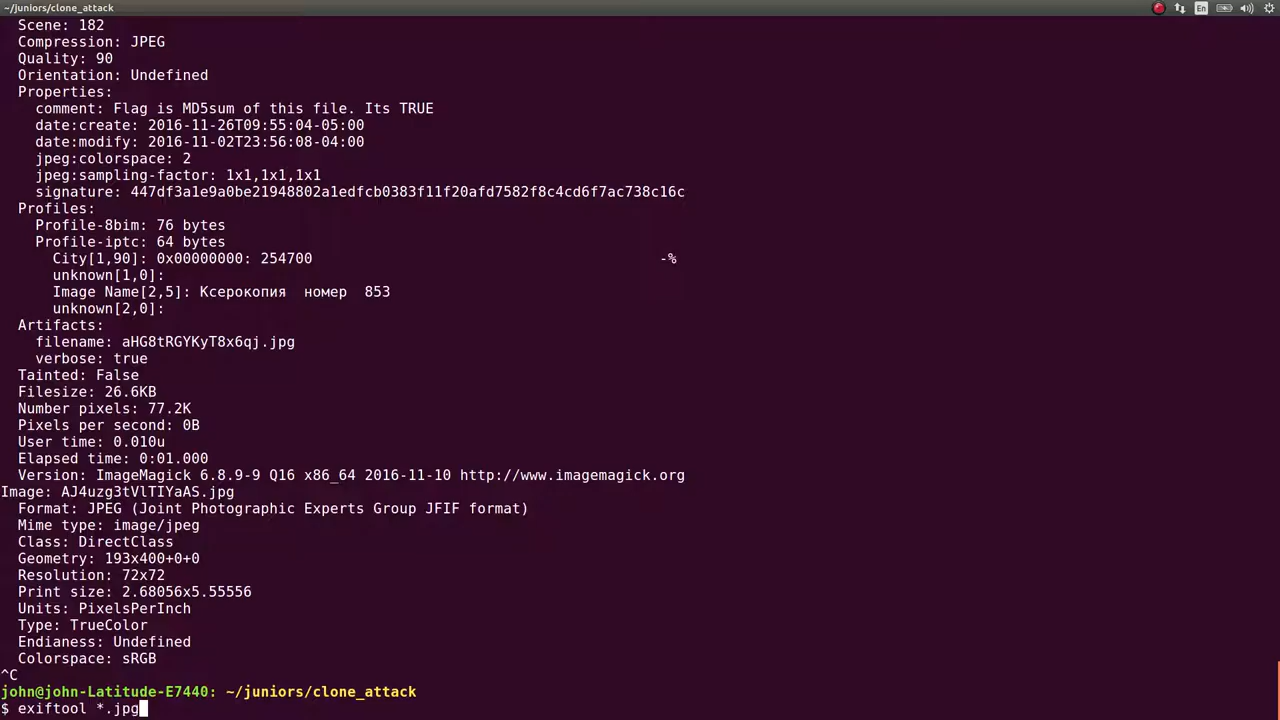 ~/juniors/clone_attack
En
Scene: 182
Compression: JPEG
Quality: 90
Orientation: Undefined
Properties:
comment: Flag is MD5sum of this file. Its TRUE
date:create: 2016-11-26T09:55:04-05:00
date:modify: 2016-11-02T23:56:08-04:00
jpeg:colorspace: 2
jpeg:sampling-factor: 1x1,1x1,1x1
signature: 447df3a1e9a0be21948802a1edfcb0383f11f20afd7582f8c4cd6f7ac738c16c
Profiles:
Profile-8bim: 76 bytes
Profile-iptc: 64 bytes
City[1,90]: 0x00000000: 254700 -%
unknown[1,0]:
Image Name[2,5]: Ксерокопия номер 853
unknown[2,0]:
Artifacts:
filename: aHG8tRGYKyT8x6qj.jpg
verbose: true
Tainted: False
Filesize: 26.6KB
Number pixels: 77.2K
Pixels per second: 0B
User time: 0.010u
Elapsed time: 0:01.000
Version: ImageMagick 6.8.9-9 Q16 x86_64 2016-11-10 http://www.imagemagick.org
Image: AJ4uzg3tVlTIYaAS.jpg
Format: JPEG (Joint Photographic Experts Group JFIF format)
Mime type: image/jpeg
Class: DirectClass
Geometry: 193x400+0+0
Resolution: 72x72
Print size: 2.68056x5.55556
Units: PixelsPerInch
Type: TrueColor
Endianess: Undefined
Colorspace: sRGB
^C
john@john-Latitude-E7440: ~/juniors/clone_attack
$ exiftool *.jpg